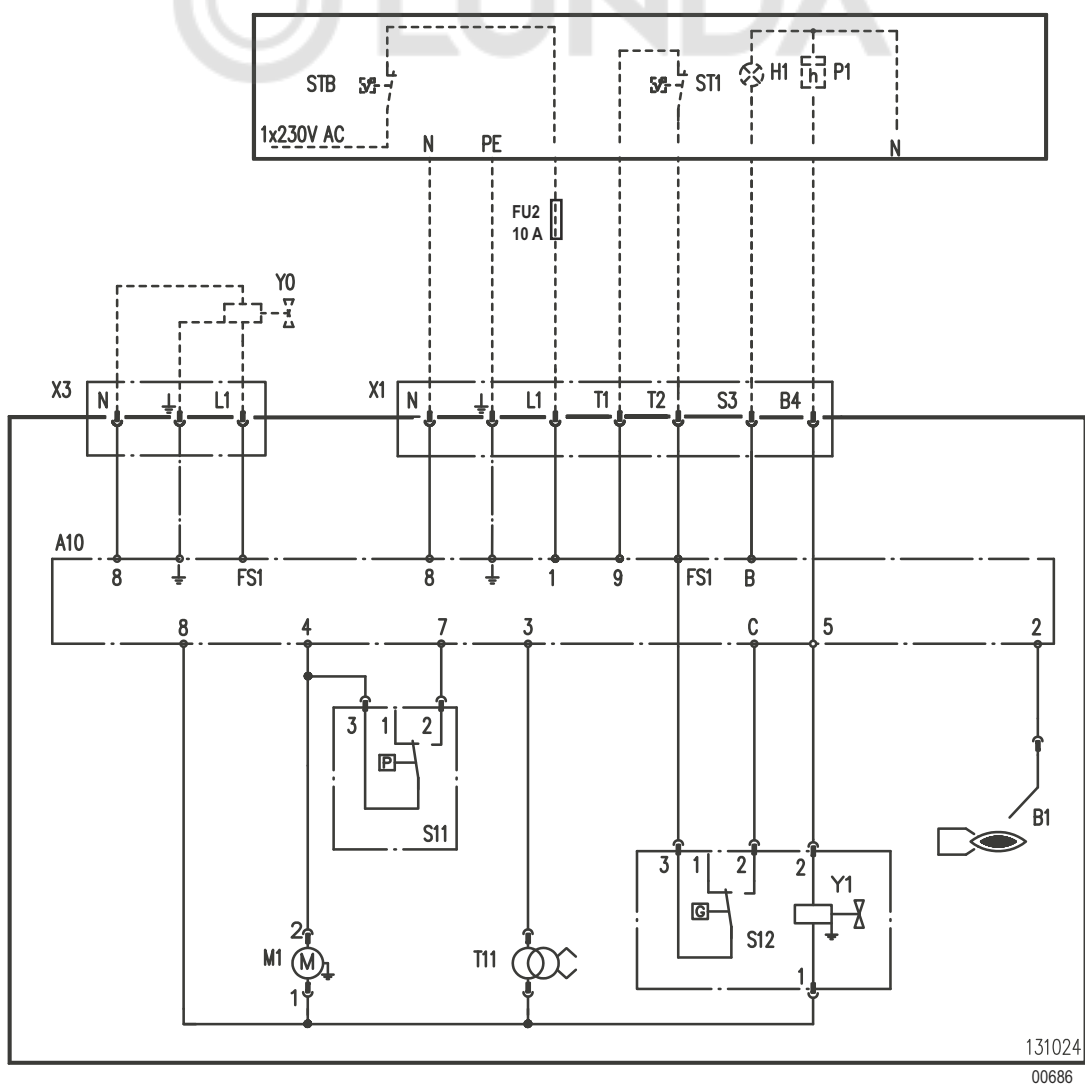 LUNDA
STB
ST1
H1
h
P1
1x230V AC
N
PE
N
FU2
10 A
Y0
X3
N
L1
X1
N
L1
T1
T2
S3
B4
A10
8
FS1
8
1
9
FS1
B
8
4
7
3
C
5
2
3
1
2
P
S11
B1
3
1
2
2
Y1
G
S12
2
M1
M
1
T11
1
131024
00686